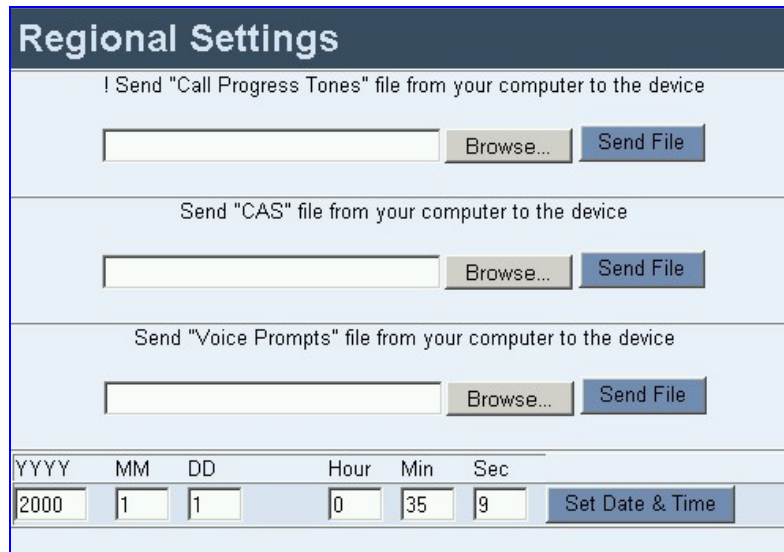 Regional Settings
! Send "Call Progress Tones" file from your computer to the device
Browse... Send File
Send "CAS" file from your computer to the device
Browse... Send File
Send "Voice Prompts" file from your computer to the device
Browse... Send File
YYYY MM DD Hour Min Sec
2000 1 1 0 35 9 Set Date & Time